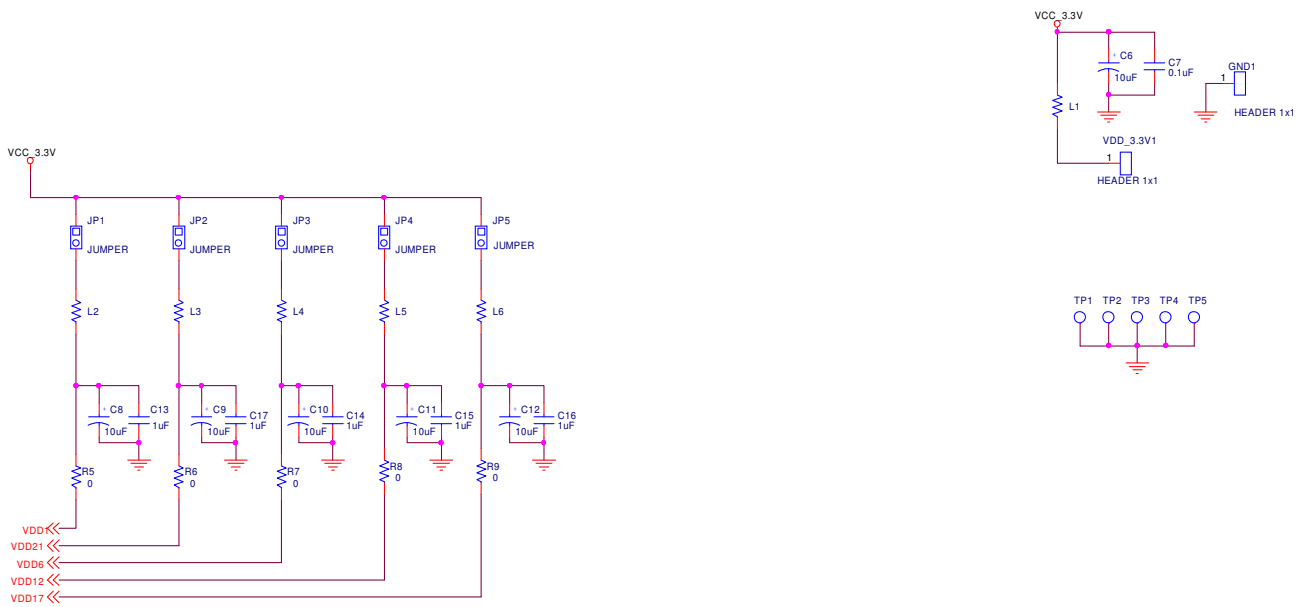 VCC_3.3V
C6
10uF
C7
0.1uF
GND1
1
HEADER 1x1
L1
VDD_3.3V1
1
HEADER 1x1
VCC_3.3V
JP1
JUMPER
JP2
JUMPER
JP3
JUMPER
JP4
JUMPER
JP5
JUMPER
L2
L3
L4
L5
L6
TP1 TP2 TP3 TP4 TP5
C8
10uF
C13
1uF
C9
10uF
C17
1uF
C10
10uF
C14
1uF
C11
10uF
C15
1uF
C12
10uF
C16
1uF
R5
0
R6
0
R7
0
R8
0
R9
0
VDD1
VDD21
VDD6
VDD12
VDD17